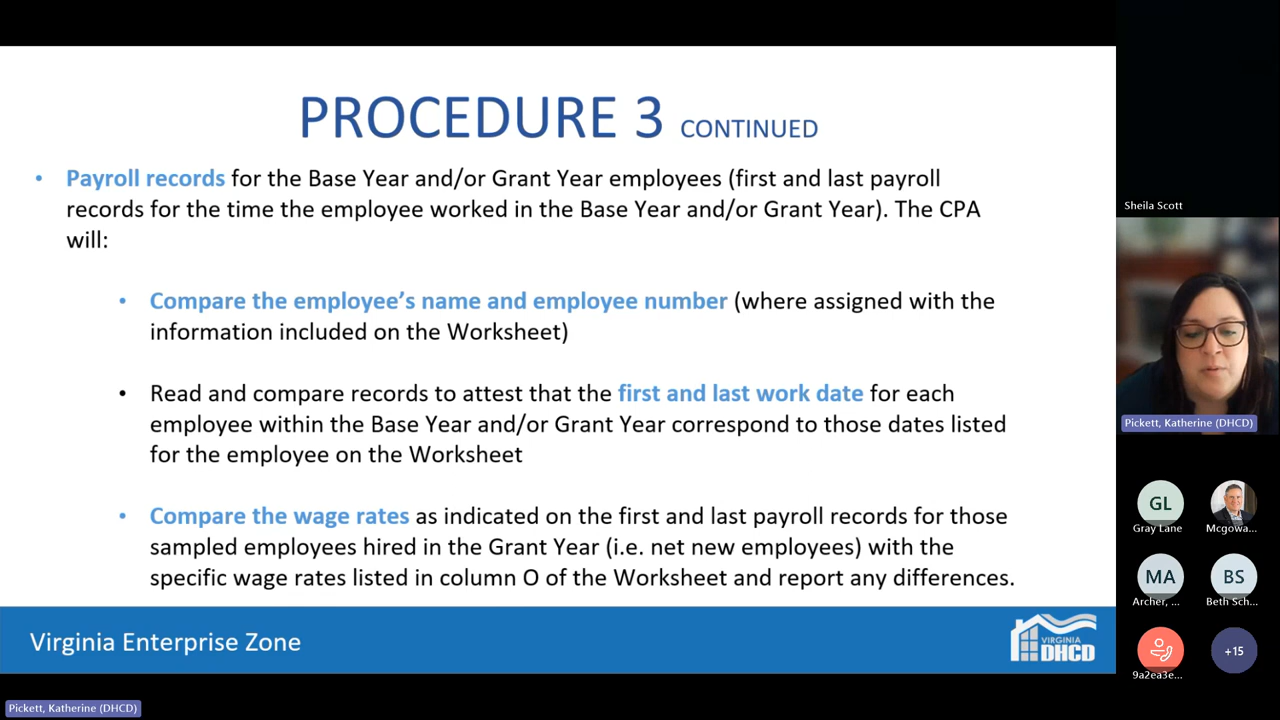 PROCEDURE 3 CONTINUED
• Payroll records for the Base Year and/or Grant Year employees (first and last payroll
records for the time the employee worked in the Base Year and/or Grant Year). The CPA
will:
• Compare the employee’s name and employee number (where assigned with the
information included on the Worksheet)
• Read and compare records to attest that the first and last work date for each
employee within the Base Year and/or Grant Year correspond to those dates listed
for the employee on the Worksheet
• Compare the wage rates as indicated on the first and last payroll records for those
sampled employees hired in the Grant Year (i.e. net new employees) with the
specific wage rates listed in column O of the Worksheet and report any differences.
Virginia Enterprise Zone
VIRGINIA
DHCD
Pickett, Katherine (DHCD)
Sheila Scott
Pickett, Katherine (DHCD)
GL
Gray Lane
Mcgowa...
MA
Archer, ...
BS
Beth Sch...
9a2ea3e...
+15